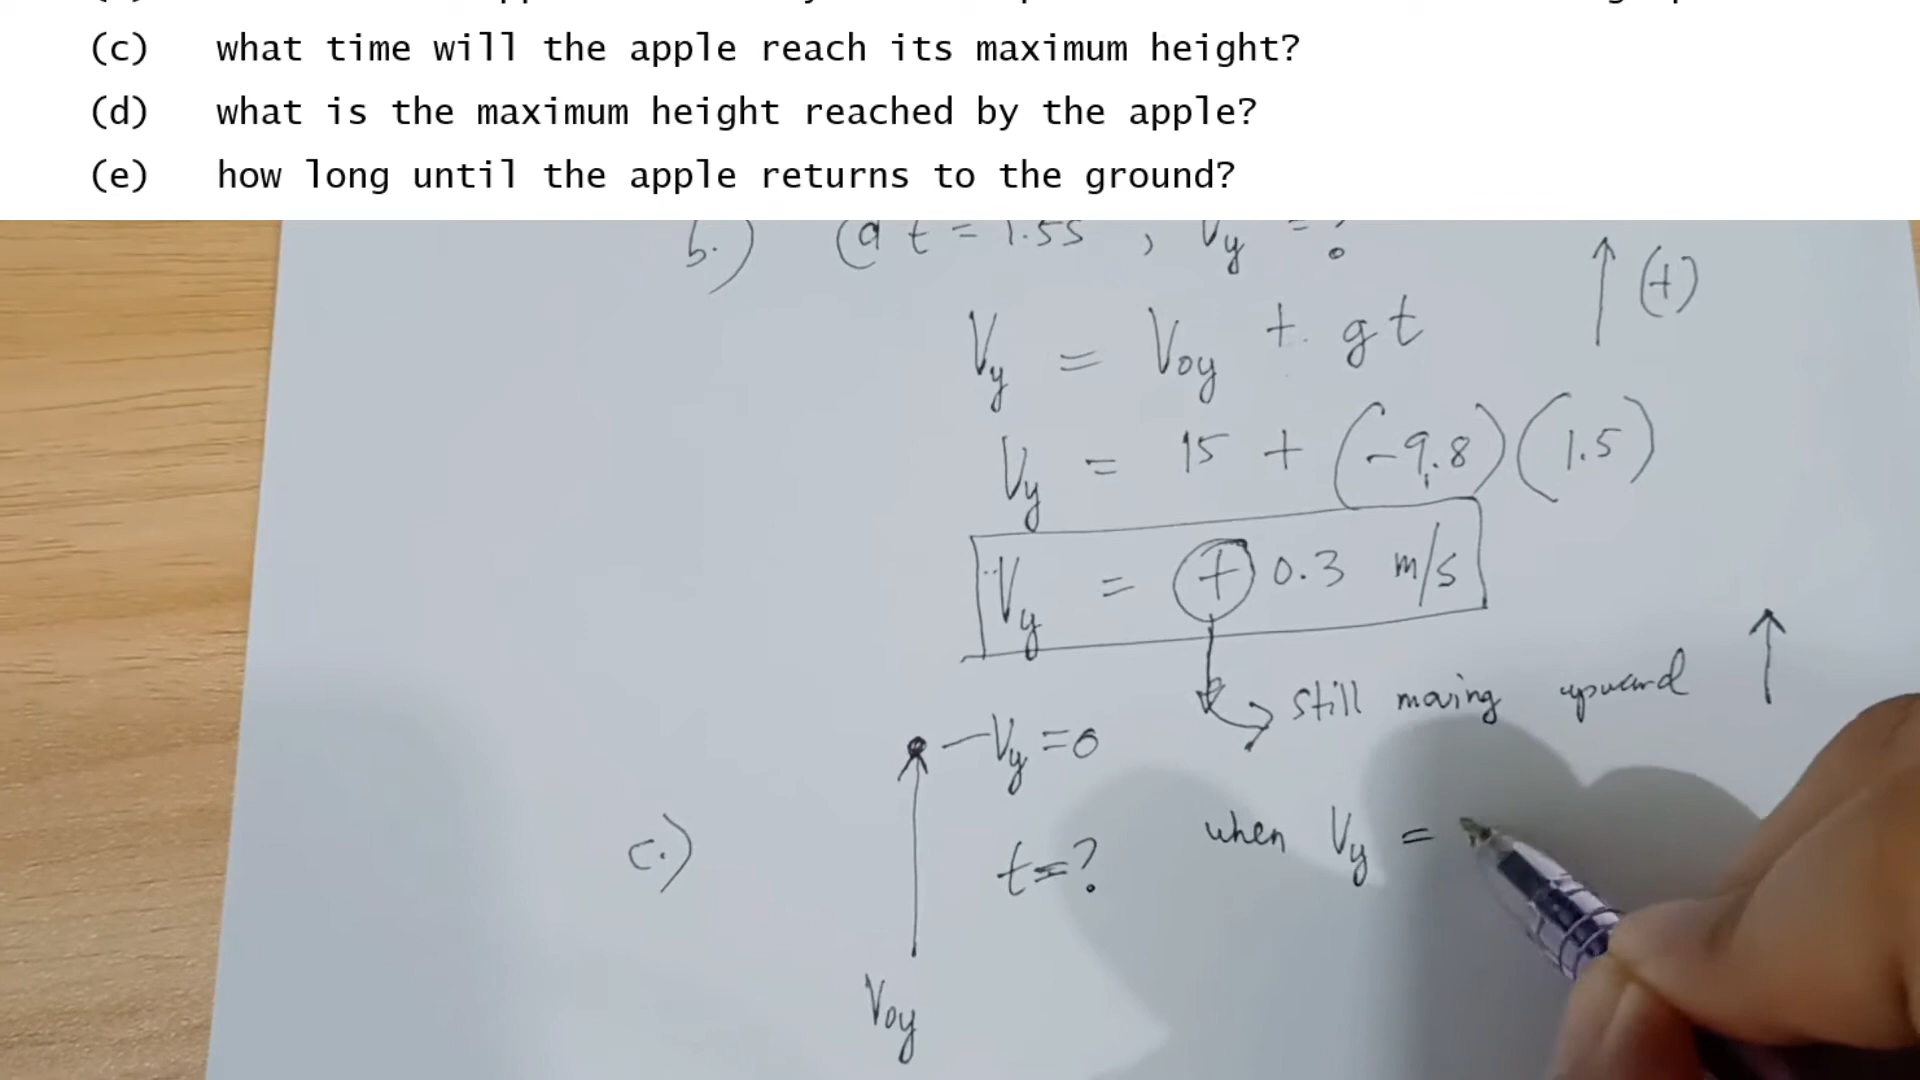 (c) what time will the apple reach its maximum height?
(d) what is the maximum height reached by the apple?
(e) how long until the apple returns to the ground?
b.) @ t = 1.5s , Vy = ?
(+)
Vy = Voy + gt
Vy = 15 + (-9.8)(1.5)
Vy = + 0.3 m/s
still moving upward
Vy = 0
c.) t = ? when Vy =
Voy